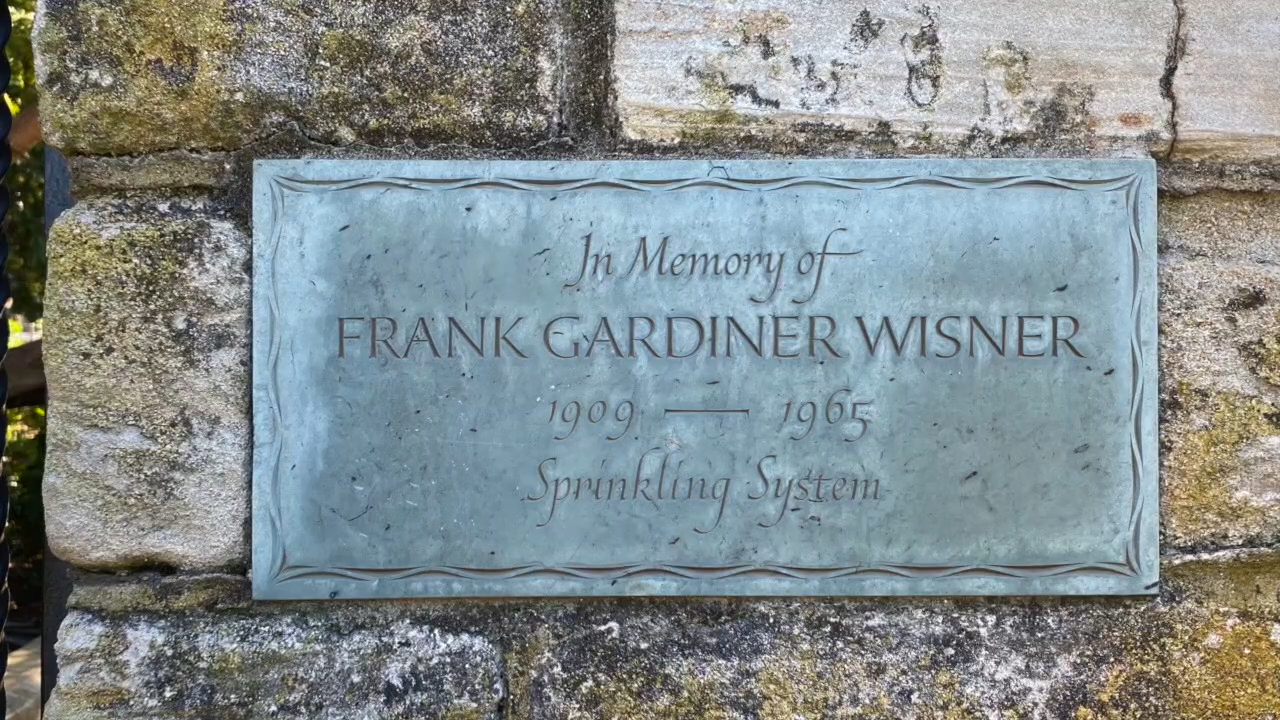 In Memory of
FRANK GARDINER WISNER
1909 — 1965
Sprinkling System